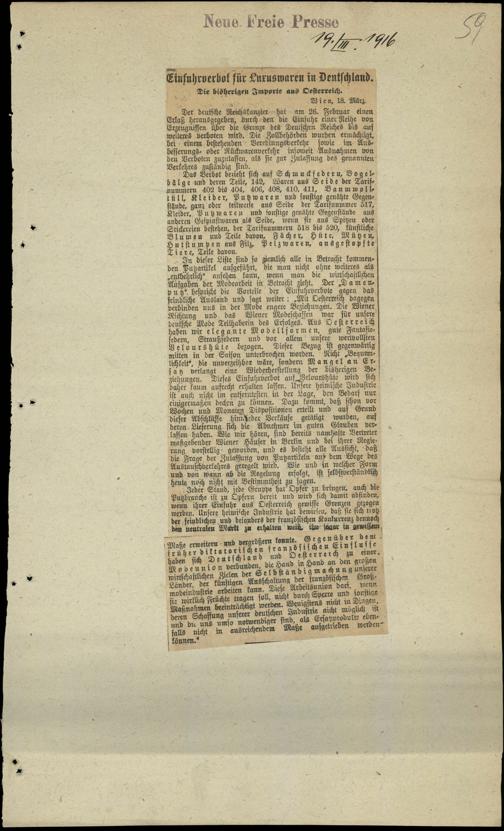 Neue Freie Presse
19./III. 1916
59
Einfuhrverbot für Luxuswaren in Deutschland.
Die bisherigen Importe aus Oesterreich.
Wien, 18. März.
Der deutsche Reichskanzler hat am 26. Februar einen
Erlaß herausgegeben, durch den die Einfuhr einer Reihe von
Erzeugnissen über die Grenze des Deutschen Reiches bis auf
weiteres verboten wird. Die Zollbehörden wurden ermächtigt,
bei einem bestehenden Veredlungsverkehr sowie im Aus-
besserungs- oder Rückwarenverkehr insoweit Ausnahmen von
den Verboten zuzulassen, als sie zur Zulassung des genannten
Verkehres zuständig sind.
Das Verbot bezieht sich auf Schmuckfedern, Vogel-
bälge und deren Teile, 142, Waren aus Seide der Tarif-
nummern 402 bis 404, 406, 408, 410, 411, Baumwoll-
tüll, Kleider, Putzwaren und sonstige genähte Gegen-
stände, ganz oder teilweise aus Seide der Tarifnummer 517,
Kleider, Putzwaren und sonstige genähte Gegenstände aus
anderen Gespinstwaren als Seide, wenn sie aus Spitzen oder
Stickereien bestehen, der Tarifnummern 518 bis 520, künstliche
Blumen und Teile davon, Fächer, Hüte, Mützen,
Hutstumpen aus Filz, Pelzwaren, ausgestopfte
Tiere, Teile davon.
In dieser Liste sind so ziemlich alle in Betracht kommen-
den Putzartikel aufgeführt, die man nicht ohne weiteres als
„entbehrlich“ ansehen kann, wenn man die wirtschaftlichen
Aufgaben der Modearbeit in Betracht zieht. Der „Damen-
putz“ bespricht die Vorteile der Einfuhrverbote gegen das
feindliche Ausland und sagt weiter: „Mit Oesterreich dagegen
verbinden uns in der Mode engere Beziehungen. Die Wiener
Richtung und das Wiener Modeschaffen war für unsere
deutsche Mode Teilhaberin des Erfolges. Aus Oesterreich
haben wir elegante Modellformen, gute Fantasie-
federn, Straußfedern und vor allem unsere wertvollsten
Velourshüte bezogen. Dieser Bezug ist gegenwärtig
mitten in der Saison unterbrochen worden. Nicht „Bequem-
lichkeit“, die unverzeihlich wäre, sondern Mangel an Er-
satz verlangt eine Wiederherstellung der bisherigen Be-
ziehungen. Dieses Einfuhrverbot auf Velourshüte wird sich
daher kaum aufrecht erhalten lassen. Unsere heimische Industrie
ist auch nicht im entferntesten in der Lage, den Bedarf nur
einigermaßen decken zu können. Dazu kommt, daß schon vor
Wochen und Monaten Dispositionen erteilt und auf Grund
dieser Abschlüsse hin wieder Verkäufe getätigt wurden, auf
deren Lieferung sich die Abnehmer im guten Glauben ver-
lassen haben. Wie wir hören, sind bereits namhafte Vertreter
maßgebender Wiener Häuser in Berlin und bei ihrer Regie-
rung vorstellig geworden, und es besteht alle Aussicht, daß
die Frage der Zulassung von Putzartikeln auf dem Wege des
Austauschverkehrs geregelt wird. Wie und in welcher Form
und von wann ab die Regelung erfolgt, ist selbstverständlich
heute noch nicht mit Bestimmtheit zu sagen.
Jeder Stand, jede Gruppe hat Opfer zu bringen, auch die
Putzbranche ist zu Opfern bereit und wird sich damit abfinden,
wenn ihrer Einfuhr aus Oesterreich gewisse Grenzen gezogen
werden. Unsere heimische Industrie hat bewiesen, daß sie sich trotz
der feindlichen und besonders der französischen Konkurrenz dennoch
den neutralen Markt zu erhalten weiß, ihn sogar in gewissem
Maße erweitern und vergrößern konnte. Gegenüber dem
früher diktatorischen französischen Einflusse
haben sich Deutschland und Oesterreich zu einer
Modeunion verbunden, die Hand in Hand an den großen
wirtschaftlichen Zielen der Selbständigmachung unserer
Länder, der künftigen Ausschaltung der französischen Groß-
modeindustrie arbeiten kann. Diese Arbeitsunion darf, wenn
sie wirklich Früchte tragen soll, nicht durch Sperre und sonstige
Maßnahmen beeinträchtigt werden. Wenigstens nicht in Dingen,
deren Schaffung unserer deutschen Industrie nicht möglich ist
und die uns umso notwendiger sind, als Ersatzprodukte eben-
falls nicht in ausreichendem Maße aufgetrieben werden
können.“